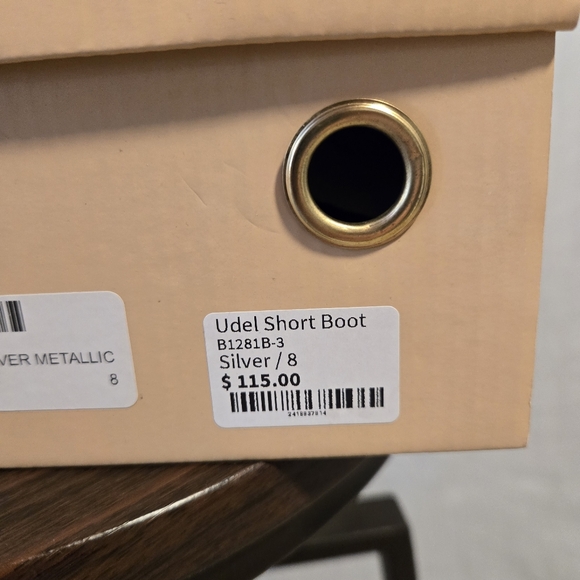 VER METALLIC
8
Udel Short Boot
B1281B-3
Silver / 8
$ 115.00